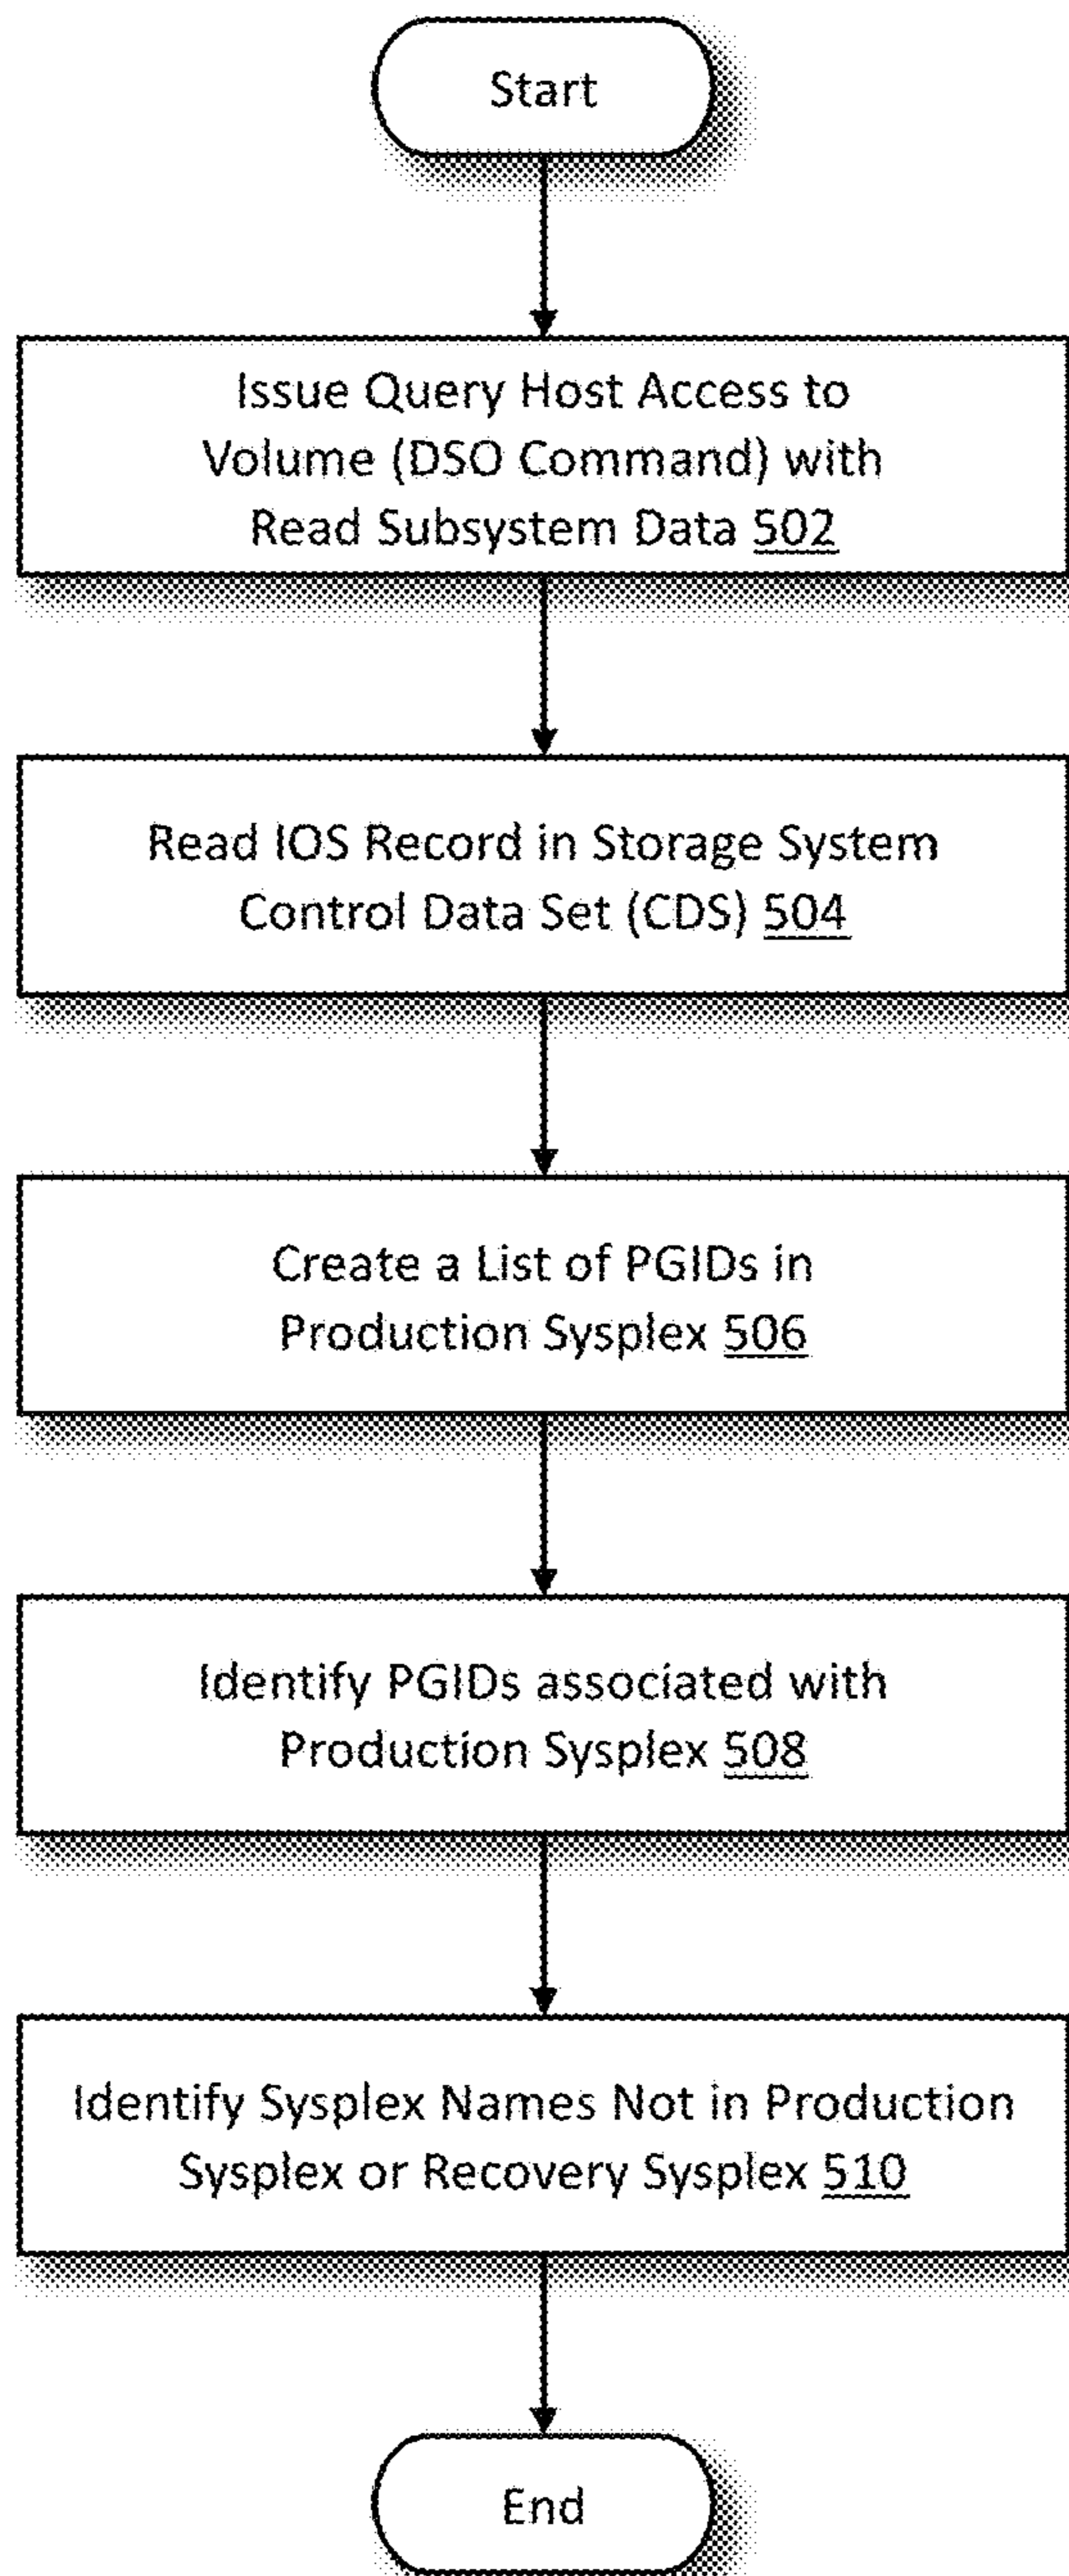 Start
Issue Query Host Access to
Volume (DSO Command) with
Read Subsystem Data 502
Read IOS Record in Storage System
Control Data Set (CDS) 504
Create a List of PGIDs in
Production Sysplex 506
Identify PGIDs associated with
Production Sysplex 508
Identify Sysplex Names Not in Production
Sysplex or Recovery Sysplex 510
End